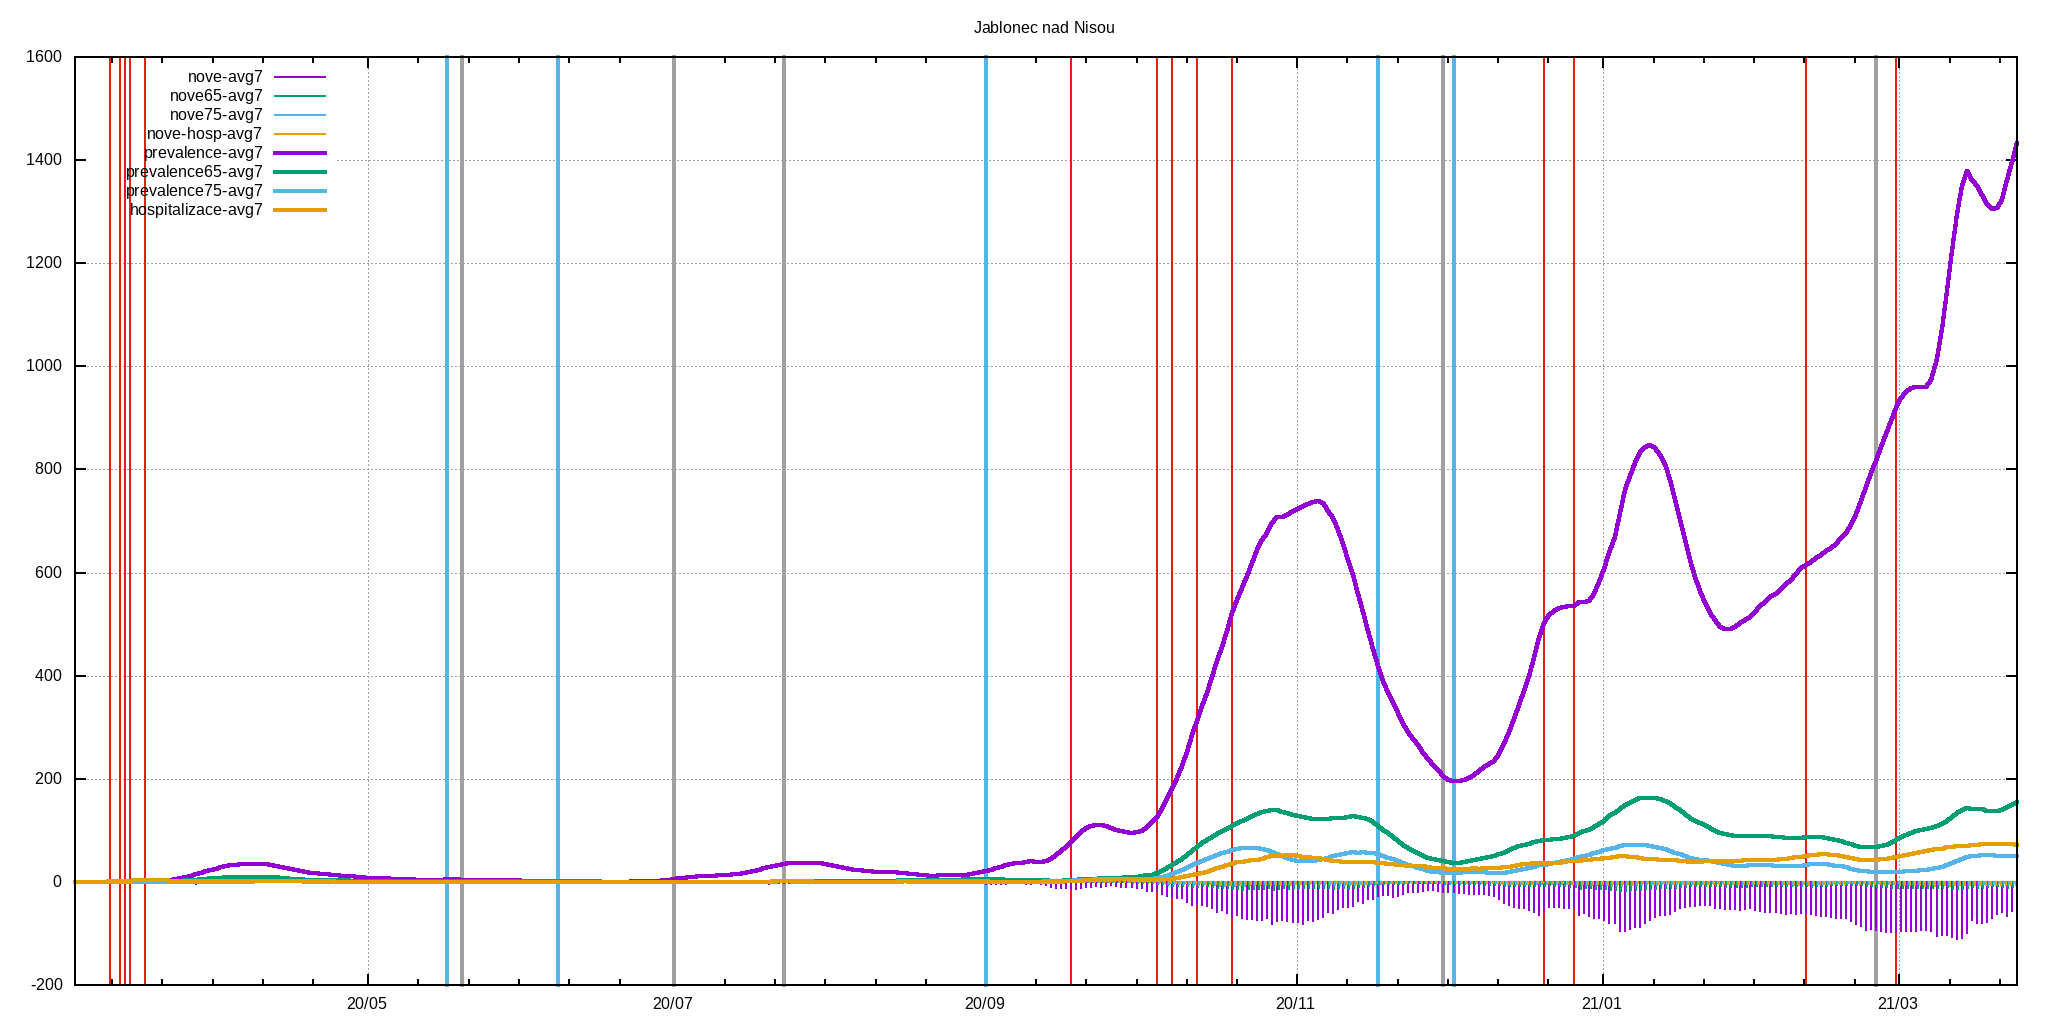 Jablonec nad Nisou
1600
1400
1200
1000
800
600
400
200
0
-200
nove-avg7
nove65-avg7
nove75-avg7
nove-hosp-avg7
prevalence-avg7
prevalence65-avg7
prevalence75-avg7
hospitalizace-avg7
20/05 20/07 20/09 20/11 21/01 21/03